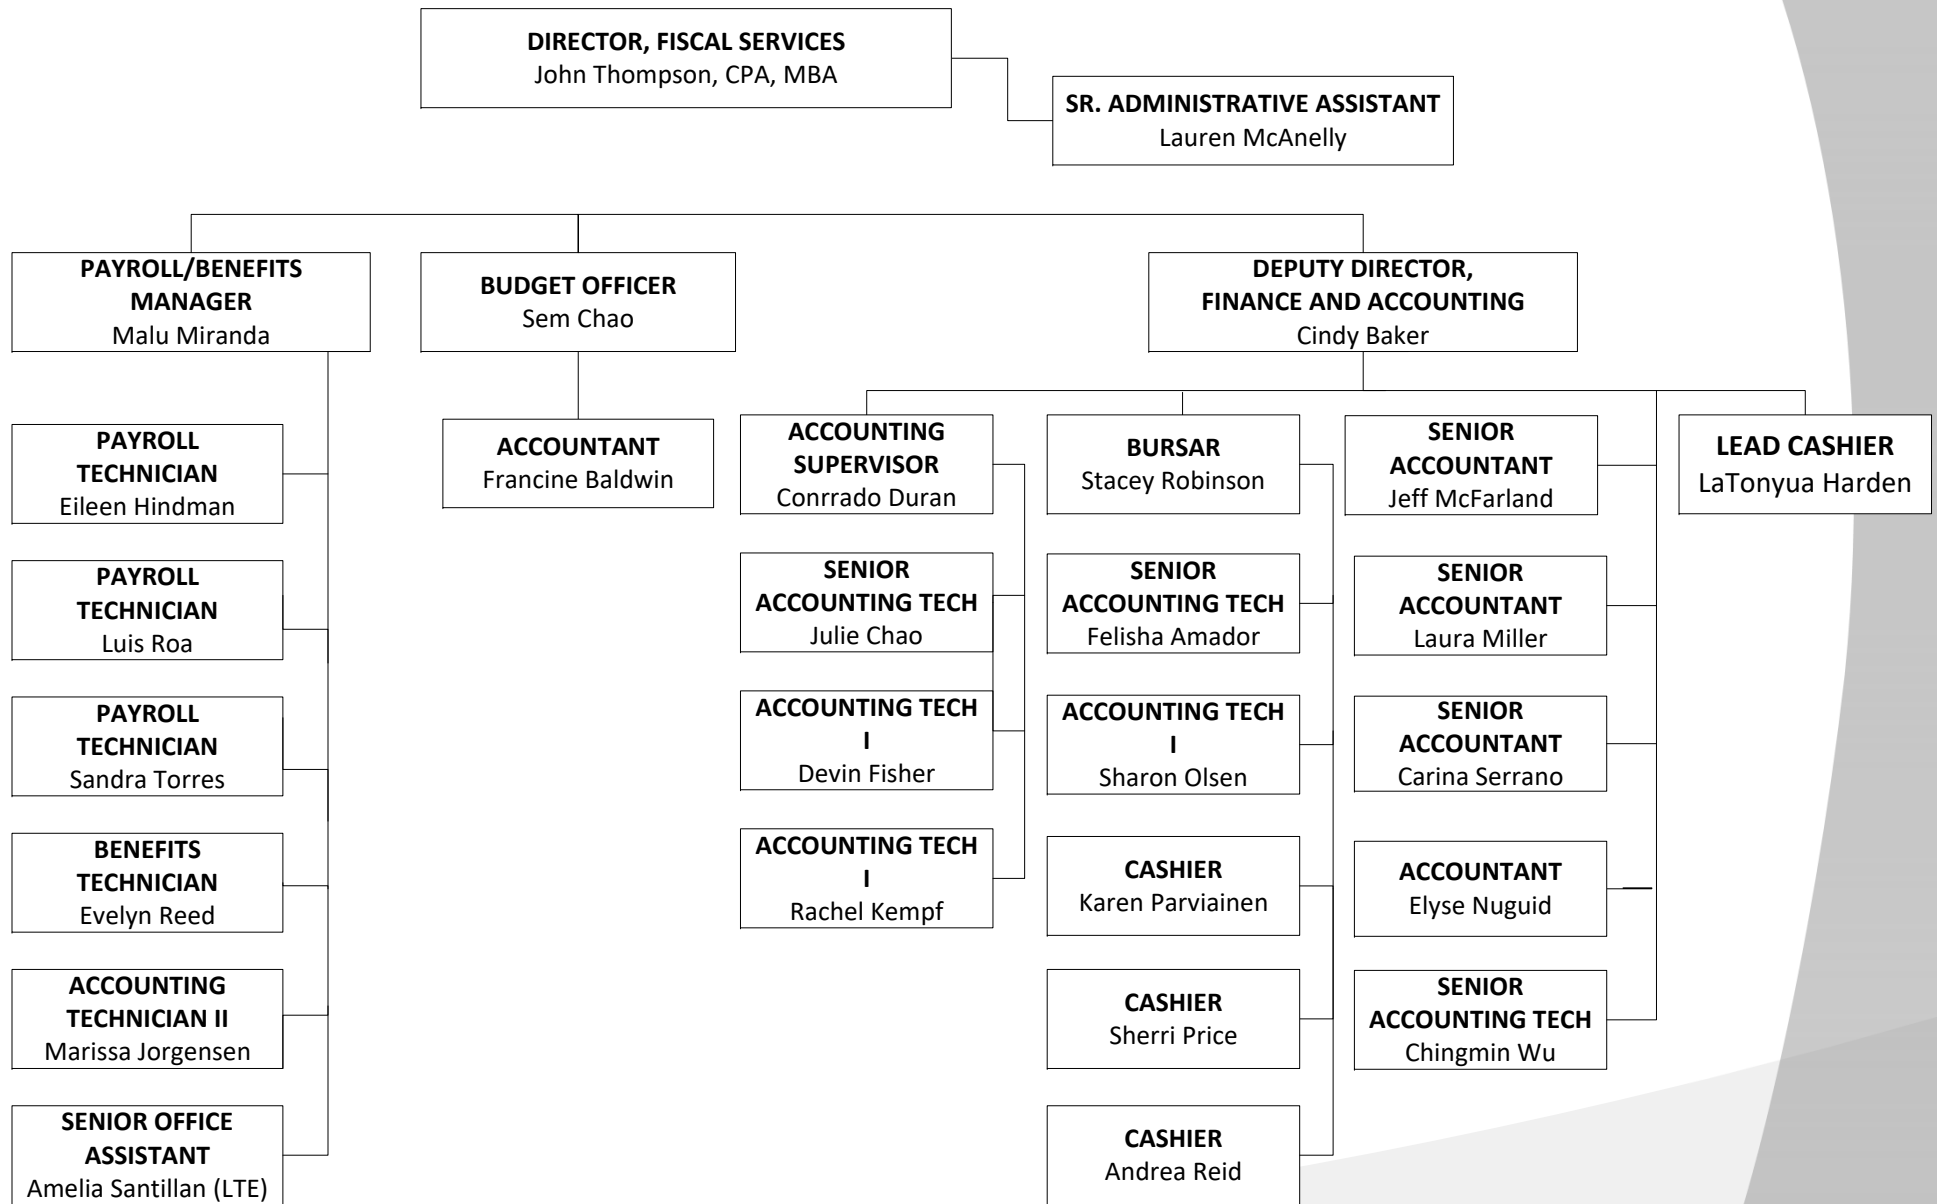 DIRECTOR, FISCAL SERVICES
John Thompson, CPA, MBA
SR. ADMINISTRATIVE ASSISTANT
Lauren McAnelly
PAYROLL/BENEFITS
MANAGER
Malu Miranda
BUDGET OFFICER
Sem Chao
DEPUTY DIRECTOR,
FINANCE AND ACCOUNTING
Cindy Baker
PAYROLL
TECHNICIAN
Eileen Hindman
PAYROLL
TECHNICIAN
Luis Roa
PAYROLL
TECHNICIAN
Sandra Torres
BENEFITS
TECHNICIAN
Evelyn Reed
ACCOUNTING
TECHNICIAN II
Marissa Jorgensen
SENIOR OFFICE
ASSISTANT
Amelia Santillan (LTE)
ACCOUNTANT
Francine Baldwin
ACCOUNTING
SUPERVISOR
Conrrado Duran
SENIOR
ACCOUNTING TECH
Julie Chao
ACCOUNTING TECH
I
Devin Fisher
ACCOUNTING TECH
I
Rachel Kempf
BURSAR
Stacey Robinson
SENIOR
ACCOUNTING TECH
Felisha Amador
ACCOUNTING TECH
I
Sharon Olsen
CASHIER
Karen Parviainen
CASHIER
Sherri Price
CASHIER
Andrea Reid
SENIOR
ACCOUNTANT
Jeff McFarland
SENIOR
ACCOUNTANT
Laura Miller
SENIOR
ACCOUNTANT
Carina Serrano
ACCOUNTANT
Elyse Nuguid
SENIOR
ACCOUNTING TECH
Chingmin Wu
LEAD CASHIER
LaTonyua Harden